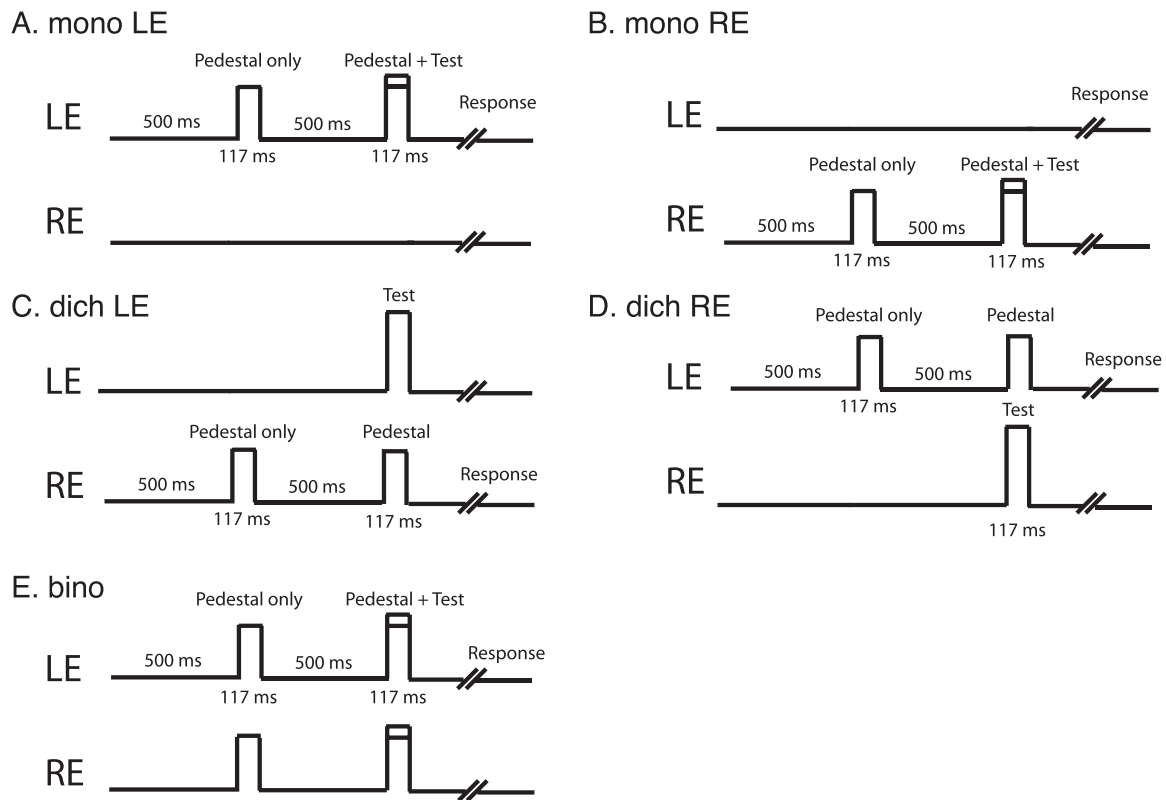 A. mono LE
Pedestal only
Pedestal + Test
LE
500 ms
500 ms
Response
117 ms
117 ms
RE
B. mono RE
LE
Response
Pedestal only
Pedestal + Test
RE
500 ms
500 ms
117 ms
117 ms
C. dich LE
Test
LE
Pedestal only
Pedestal
RE
500 ms
500 ms
Response
117 ms
117 ms
D. dich RE
Pedestal only
Pedestal
LE
500 ms
500 ms
Response
117 ms
Test
RE
117 ms
E. bino
Pedestal only
Pedestal + Test
LE
500 ms
500 ms
Response
117 ms
117 ms
RE